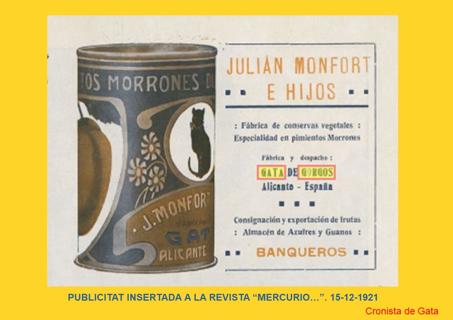 TOS MORRONES DU
J. MONFORT
GAT
ALICANTE
JULIÁN MONFORT
E HIJOS
: Fábrica de conservas vegetales :
Especialidad en pimientos Morrones
Fábrica y despacho:
GATA DE GORGOS
Alicante - España
Consignación y exportación de frutas
: Almacén de Azufres y Guanos :
BANQUEROS
PUBLICITAT INSERTADA A LA REVISTA “MERCURIO…”. 15-12-1921
Cronista de Gata